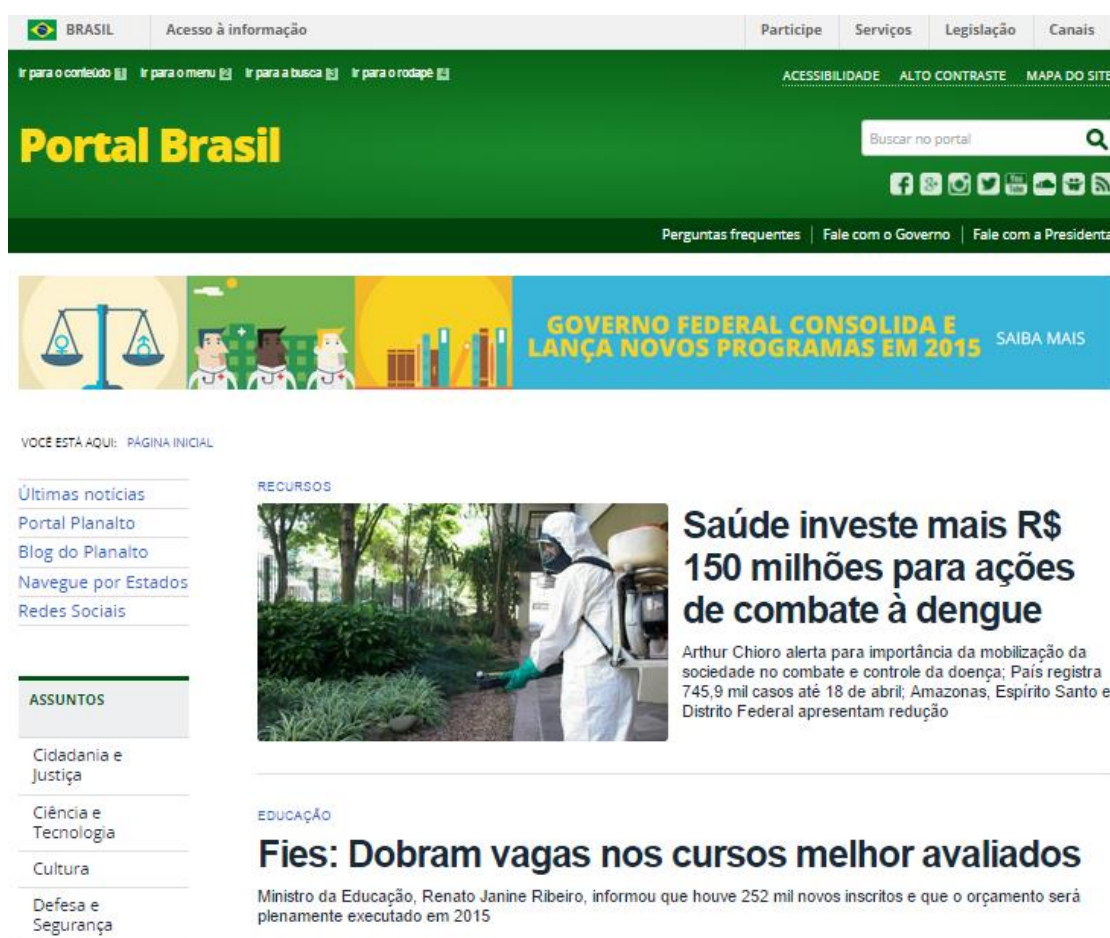 BRASIL Acesso à informação Participe Serviços Legislação Canais
Ir para o conteúdo 1 Ir para o menu 2 Ir para a busca 3 Ir para o rodapé 4 ACESSIBILIDADE ALTO CONTRASTE MAPA DO SITE
Portal Brasil
Buscar no portal
Perguntas frequentes | Fale com o Governo | Fale com a Presidenta
GOVERNO FEDERAL CONSOLIDA E
LANÇA NOVOS PROGRAMAS EM 2015
SAIBA MAIS
VOCÊ ESTÁ AQUI: PÁGINA INICIAL
Últimas notícias
Portal Planalto
Blog do Planalto
Navegue por Estados
Redes Sociais
ASSUNTOS
Cidadania e
Justiça
Ciência e
Tecnologia
Cultura
Defesa e
Segurança
RECURSOS
Saúde investe mais R$
150 milhões para ações
de combate à dengue
Arthur Chioro alerta para importância da mobilização da
sociedade no combate e controle da doença; País registra
745,9 mil casos até 18 de abril; Amazonas, Espírito Santo e
Distrito Federal apresentam redução
EDUCAÇÃO
Fies: Dobram vagas nos cursos melhor avaliados
Ministro da Educação, Renato Janine Ribeiro, informou que houve 252 mil novos inscritos e que o orçamento será
plenamente executado em 2015